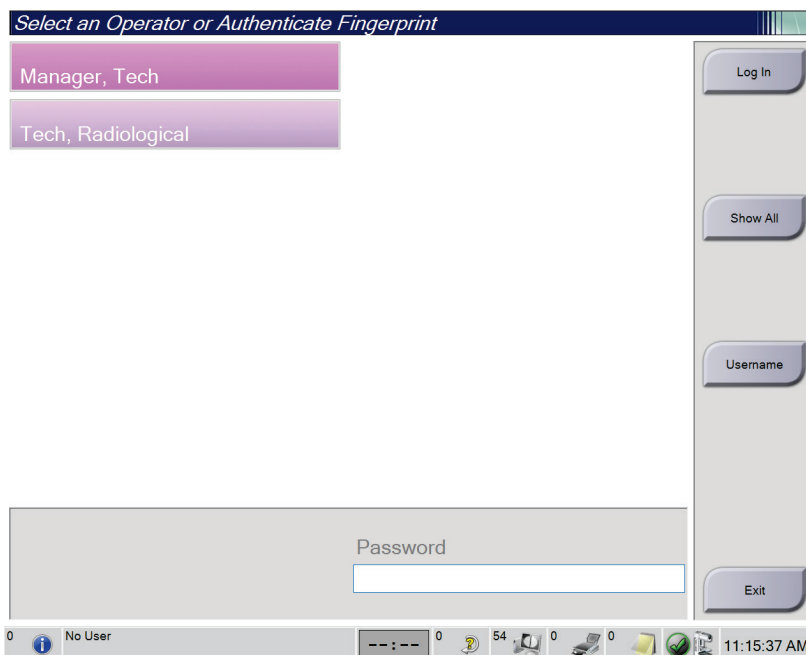 Select an Operator or Authenticate Fingerprint
Manager, Tech
Log In
Tech, Radiological
Show All
Username
Password
Exit
0 No User --:-- 0 54 0 0 11:15:37 AM